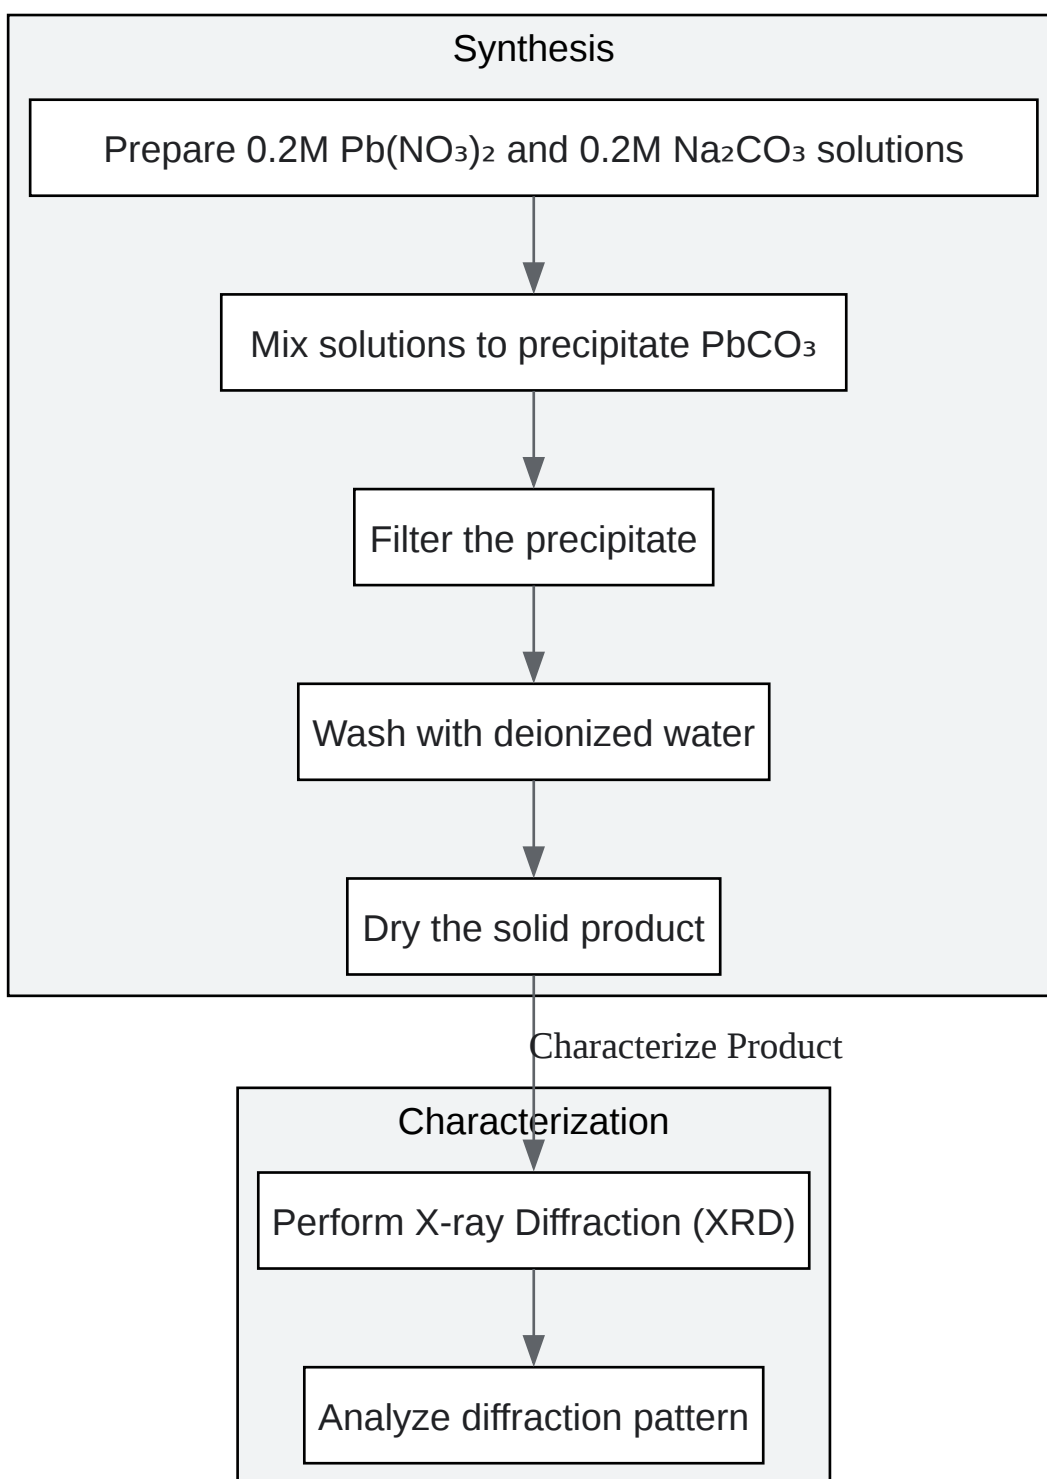 Synthesis
Prepare 0.2M Pb(NO₃)₂ and 0.2M Na₂CO₃ solutions
Mix solutions to precipitate PbCO₃
Filter the precipitate
Wash with deionized water
Dry the solid product
Characterize Product
Characterization
Perform X-ray Diffraction (XRD)
Analyze diffraction pattern